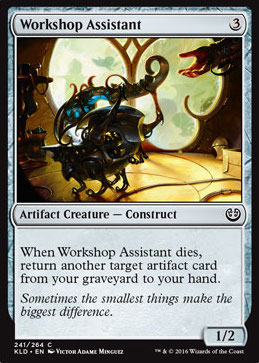 Workshop Assistant 3
Artifact Creature — Construct
When Workshop Assistant dies,
return another target artifact card
from your graveyard to your hand.
Sometimes the smallest things make the
biggest difference.
1/2
241/264 C
KLD • EN Victor Adame Minguez
™ & © 2016 Wizards of the Coast